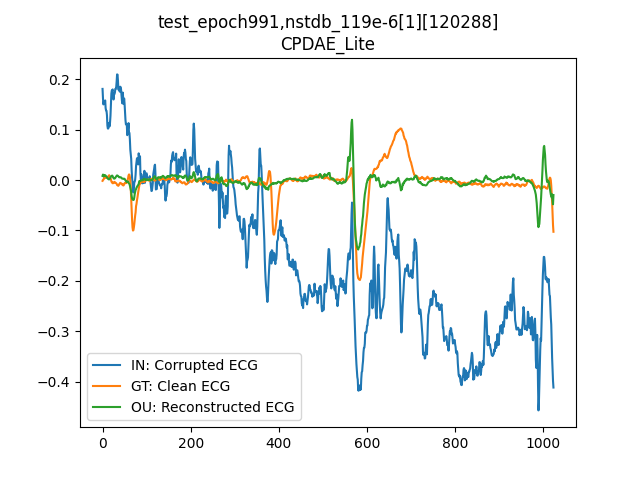 test_epoch991,nstdb_119e-6[1][120288]
CPDAE_Lite
0.2
0.1
0.0
−0.1
−0.2
−0.3
−0.4
IN: Corrupted ECG
GT: Clean ECG
OU: Reconstructed ECG
0
200
400
600
800
1000